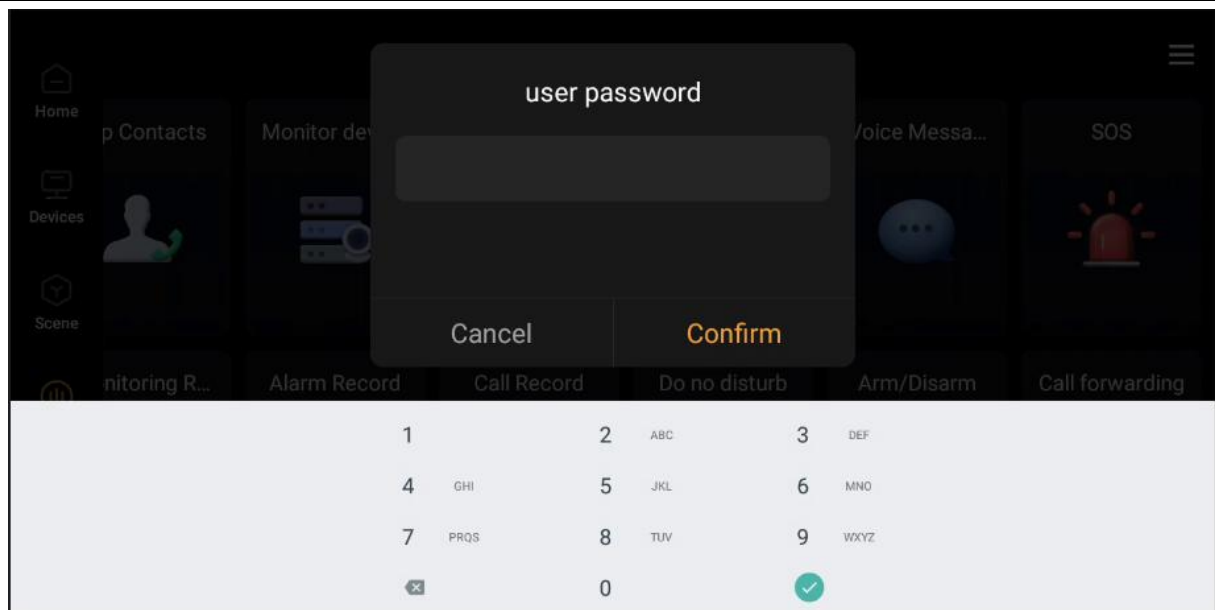 user password
Home
p Contacts
Monitor dev
Voice Messa...
SOS
Devices
Scene
Cancel
Confirm
nitoring R...
Alarm Record
Call Record
Do no disturb
Arm/Disarm
Call forwarding
1
2 ABC
3 DEF
4 GHI
5 JKL
6 MNO
7 PRQS
8 TUV
9 WXYZ
0